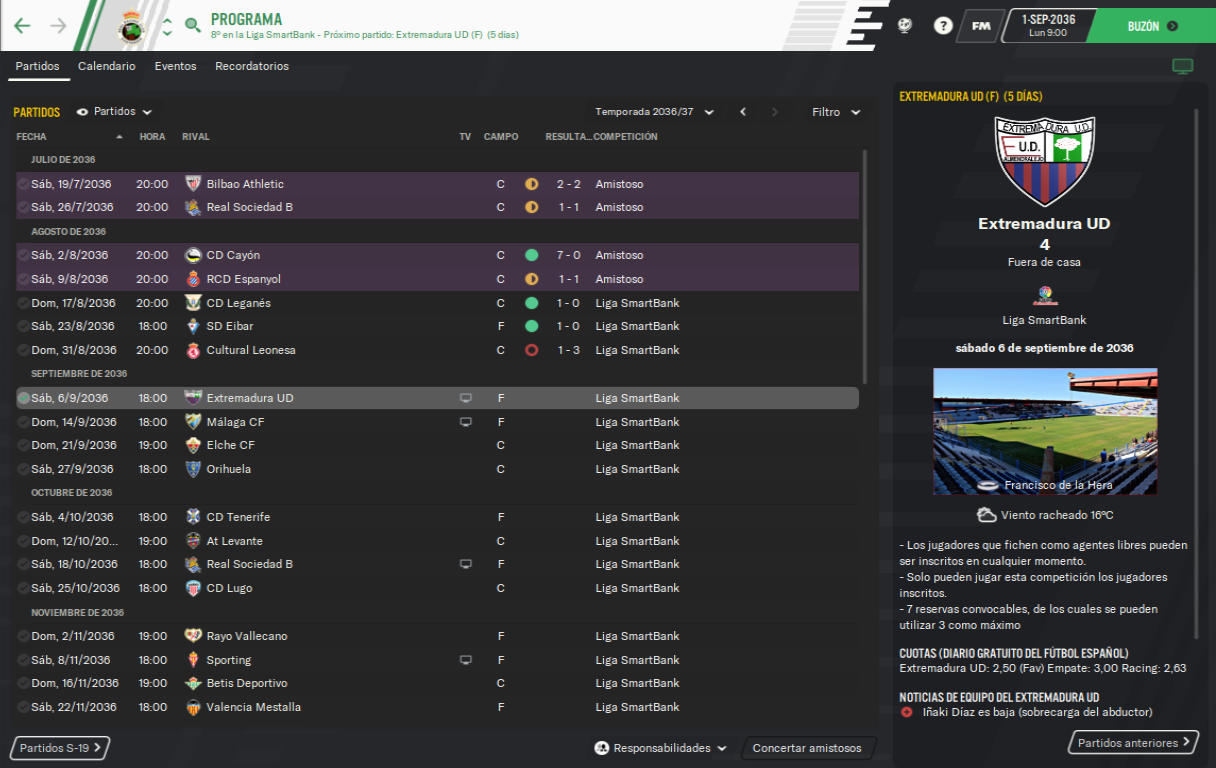 PROGRAMA
8º en la Liga SmartBank - Próximo partido: Extremadura UD (F) (5 días)
?
FM
1-SEP-2036
Lun 9:00
BUZÓN
Partidos Calendario Eventos Recordatorios
PARTIDOS Partidos
Temporada 2036/37 Filtro
FECHA HORA RIVAL TV CAMPO RESULTA... COMPETICIÓN
JULIO DE 2036
Sáb, 19/7/2036 20:00 Bilbao Athletic C 2 - 2 Amistoso
Sáb, 26/7/2036 20:00 Real Sociedad B C 1 - 1 Amistoso
AGOSTO DE 2036
Sáb, 2/8/2036 20:00 CD Cayón C 7 - 0 Amistoso
Sáb, 9/8/2036 20:00 RCD Espanyol C 1 - 1 Amistoso
Dom, 17/8/2036 20:00 CD Leganés C 1 - 0 Liga SmartBank
Sáb, 23/8/2036 18:00 SD Eibar F 1 - 0 Liga SmartBank
Dom, 31/8/2036 20:00 Cultural Leonesa C 1 - 3 Liga SmartBank
SEPTIEMBRE DE 2036
Sáb, 6/9/2036 18:00 Extremadura UD F Liga SmartBank
Dom, 14/9/2036 18:00 Málaga CF F Liga SmartBank
Dom, 21/9/2036 19:00 Elche CF C Liga SmartBank
Sáb, 27/9/2036 18:00 Orihuela C Liga SmartBank
OCTUBRE DE 2036
Sáb, 4/10/2036 18:00 CD Tenerife F Liga SmartBank
Dom, 12/10/20... 19:00 At Levante C Liga SmartBank
Sáb, 18/10/2036 18:00 Real Sociedad B F Liga SmartBank
Sáb, 25/10/2036 18:00 CD Lugo C Liga SmartBank
NOVIEMBRE DE 2036
Dom, 2/11/2036 19:00 Rayo Vallecano F Liga SmartBank
Sáb, 8/11/2036 18:00 Sporting F Liga SmartBank
Dom, 16/11/2036 19:00 Betis Deportivo C Liga SmartBank
Sáb, 22/11/2036 18:00 Valencia Mestalla F Liga SmartBank
Partidos S-19
Responsabilidades
Concertar amistosos
EXTREMADURA UD (F) (5 DÍAS)
EXTREMADURA U.D.
U.D.
ALMENDRALEJO
Extremadura UD
4
Fuera de casa
Liga SmartBank
sábado 6 de septiembre de 2036
Francisco de la Hera
Viento racheado 16ºC
- Los jugadores que fichen como agentes libres pueden
ser inscritos en cualquier momento.
- Solo pueden jugar esta competición los jugadores
inscritos.
- 7 reservas convocables, de los cuales se pueden
utilizar 3 como máximo
CUOTAS (DIARIO GRATUITO DEL FÚTBOL ESPAÑOL)
Extremadura UD: 2,50 (Fav) Empate: 3,00 Racing: 2,63
NOTICIAS DE EQUIPO DEL EXTREMADURA UD
Iñaki Díaz es baja (sobrecarga del abductor)
Partidos anteriores